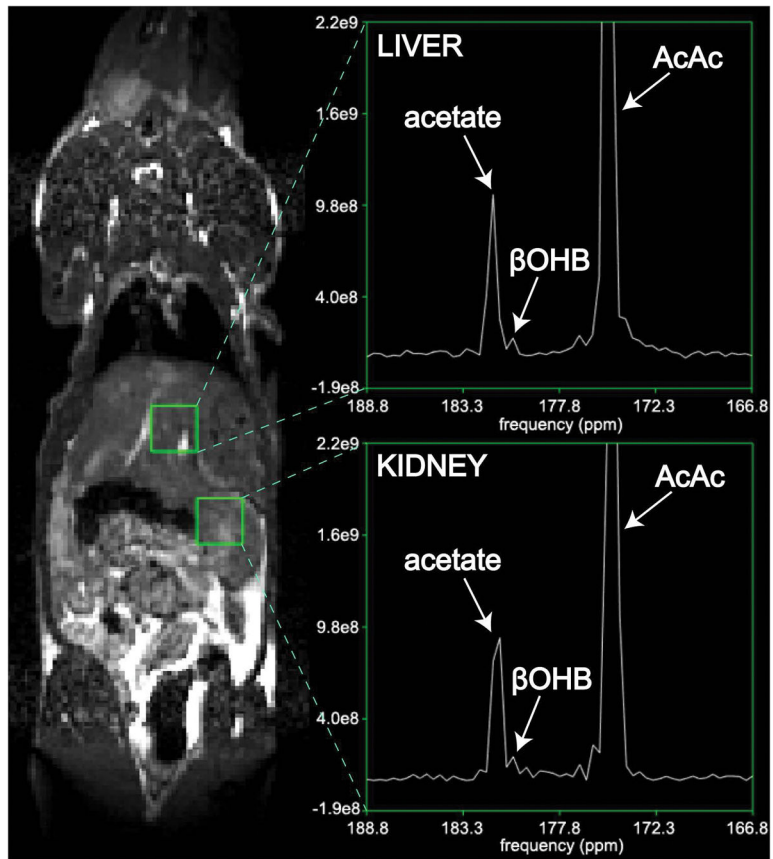 2.2e9
LIVER
AcAc
1.6e9
acetate
9.8e8
βOHB
4.0e8
-1.9e8
188.8 183.3 177.8 172.3 166.8
frequency (ppm)
2.2e9
KIDNEY
AcAc
1.6e9
acetate
9.8e8
βOHB
4.0e8
-1.9e8
188.8 183.3 177.8 172.3 166.8
frequency (ppm)